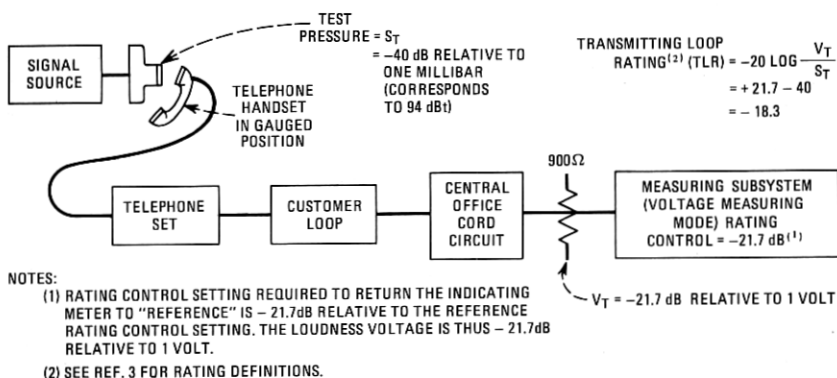 TEST
PRESSURE = S_T
= -40 dB RELATIVE TO
ONE MILLIBAR
(CORRESPONDS
TO 94 dBt)
SIGNAL
SOURCE
TELEPHONE
HANDSET
IN GAUGED
POSITION
TRANSMITTING LOOP
RATING(2) (TLR) = -20 LOG V_T / S_T
= + 21.7 - 40
= - 18.3
TELEPHONE
SET
CUSTOMER
LOOP
CENTRAL
OFFICE
CORD
CIRCUIT
900Ω
MEASURING SUBSYSTEM
(VOLTAGE MEASURING
MODE) RATING
CONTROL = -21.7 dB(1)
V_T = -21.7 dB RELATIVE TO 1 VOLT
NOTES:
(1) RATING CONTROL SETTING REQUIRED TO RETURN THE INDICATING
METER TO "REFERENCE" IS - 21.7dB RELATIVE TO THE REFERENCE
RATING CONTROL SETTING. THE LOUDNESS VOLTAGE IS THUS - 21.7dB
RELATIVE TO 1 VOLT.
(2) SEE REF. 3 FOR RATING DEFINITIONS.